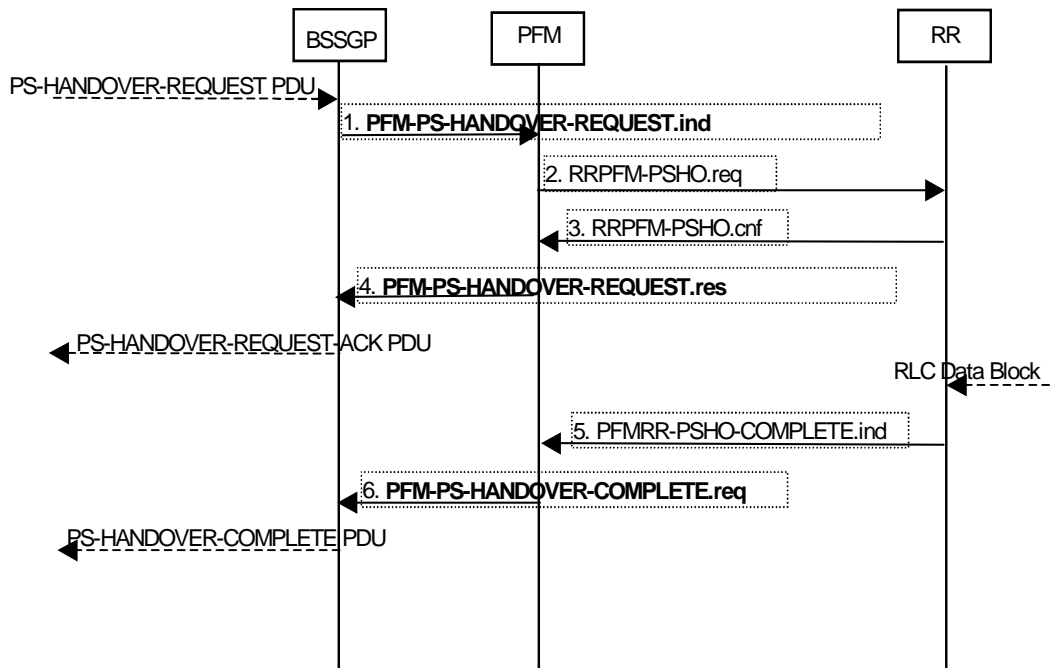 BSSGP
PFM
RR
PS-HANDOVER-REQUEST PDU
1. PFM-PS-HANDOVER-REQUEST.ind
2. RRPFM-PSHO.req
3. RRPFM-PSHO.cnf
4. PFM-PS-HANDOVER-REQUEST.res
PS-HANDOVER-REQUEST-ACK PDU
RLC Data Block
5. PFMRR-PSHO-COMPLETE.ind
6. PFM-PS-HANDOVER-COMPLETE.req
PS-HANDOVER-COMPLETE PDU